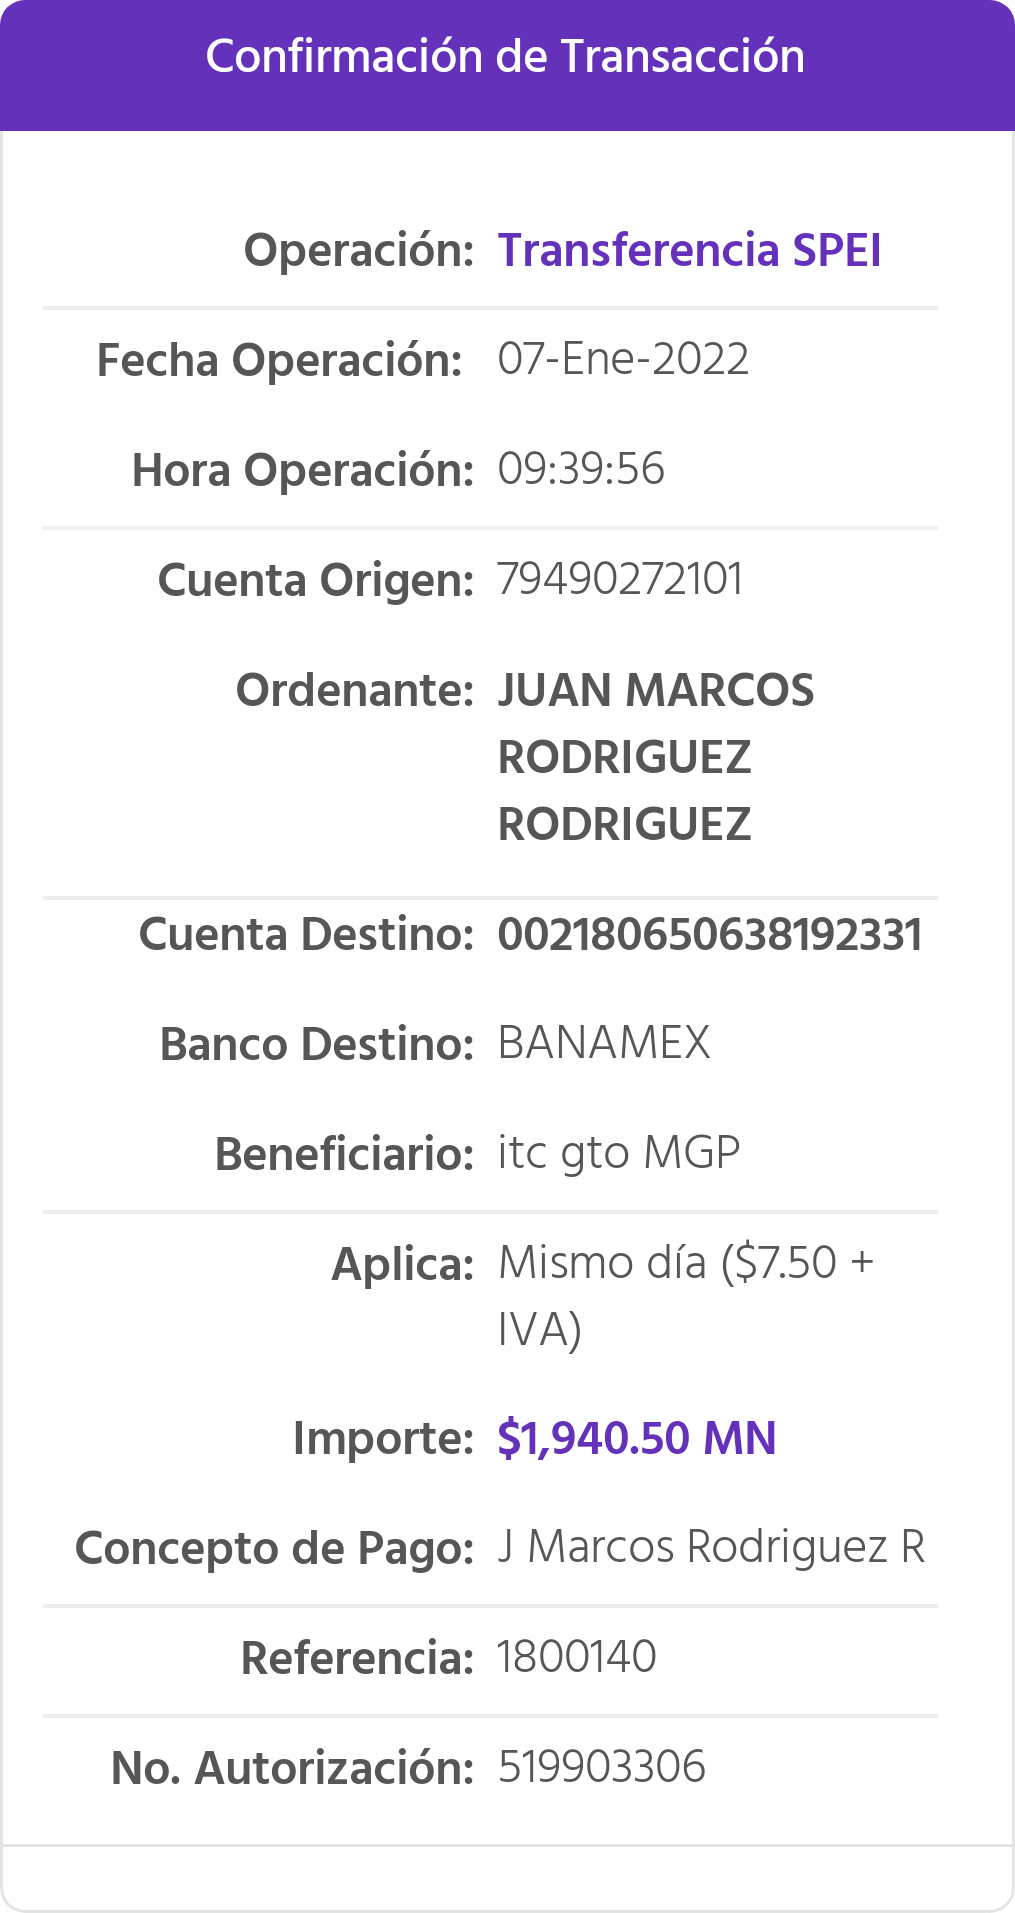 Confirmación de Transacción
Operación: Transferencia SPEI
Fecha Operación: 07-Ene-2022
Hora Operación: 09:39:56
Cuenta Origen: 79490272101
Ordenante: JUAN MARCOS
RODRIGUEZ
RODRIGUEZ
Cuenta Destino: 002180650638192331
Banco Destino: BANAMEX
Beneficiario: itc gto MGP
Aplica: Mismo día ($7.50 +
IVA)
Importe: $1,940.50 MN
Concepto de Pago: J Marcos Rodriguez R
Referencia: 1800140
No. Autorización: 519903306